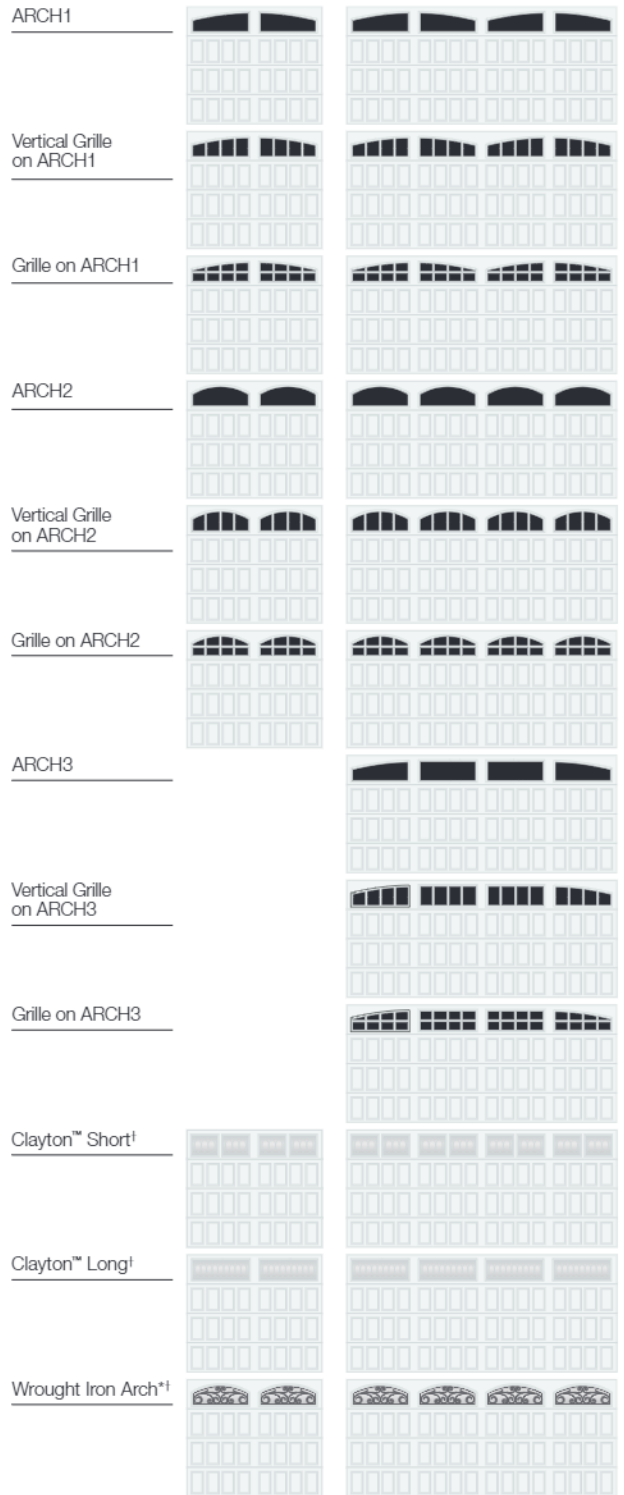 ARCH1
Vertical Grille
on ARCH1
Grille on ARCH1
ARCH2
Vertical Grille
on ARCH2
Grille on ARCH2
ARCH3
Vertical Grille
on ARCH3
Grille on ARCH3
Clayton™ Short†
Clayton™ Long†
Wrought Iron Arch*†